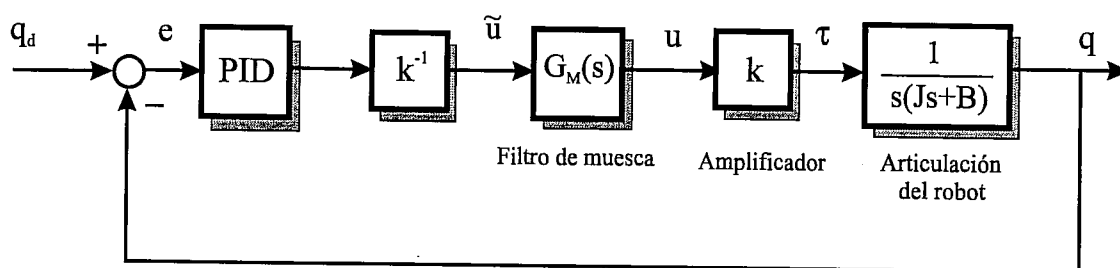 q_d
+
−
e
PID
k⁻¹
ũ
G_M(s)
Filtro de muesca
u
k
Amplificador
τ
1
s(Js+B)
Articulación
del robot
q